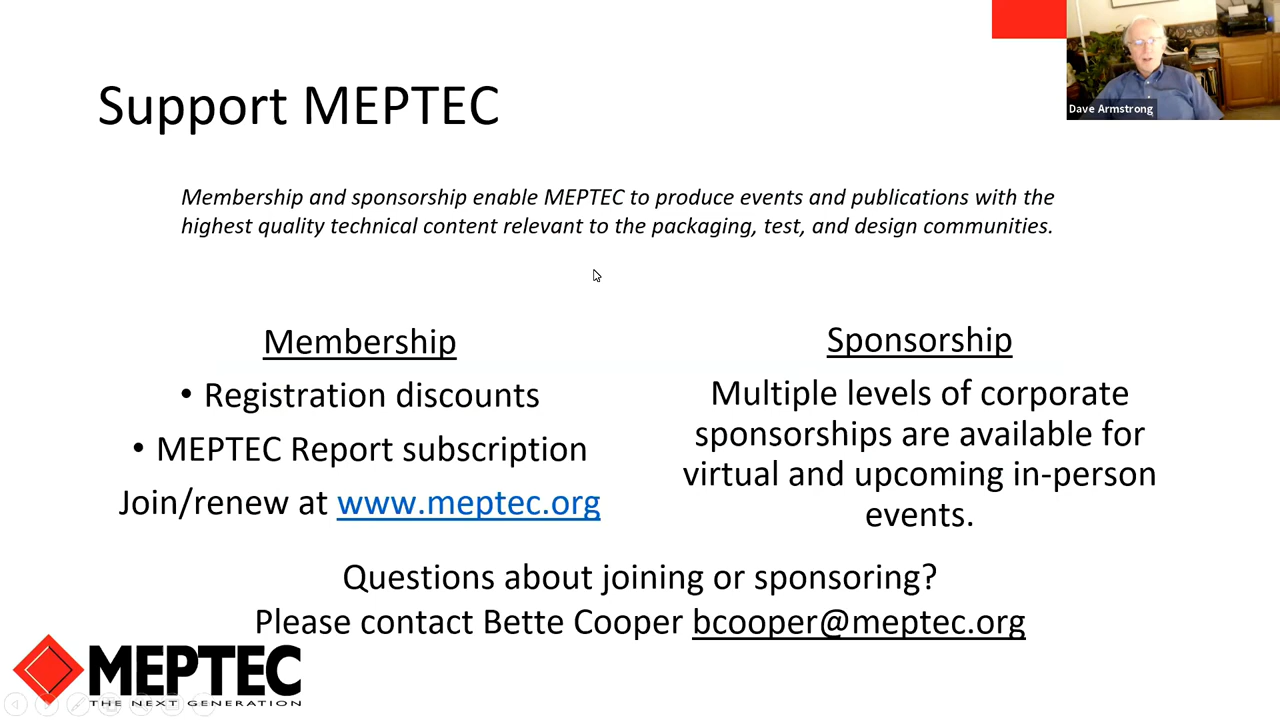 Support MEPTEC
Dave Armstrong
Membership and sponsorship enable MEPTEC to produce events and publications with the
highest quality technical content relevant to the packaging, test, and design communities.
Membership
• Registration discounts
• MEPTEC Report subscription
Join/renew at www.meptec.org
Sponsorship
Multiple levels of corporate
sponsorships are available for
virtual and upcoming in-person
events.
Questions about joining or sponsoring?
Please contact Bette Cooper bcooper@meptec.org
MEPTEC
THE NEXT GENERATION